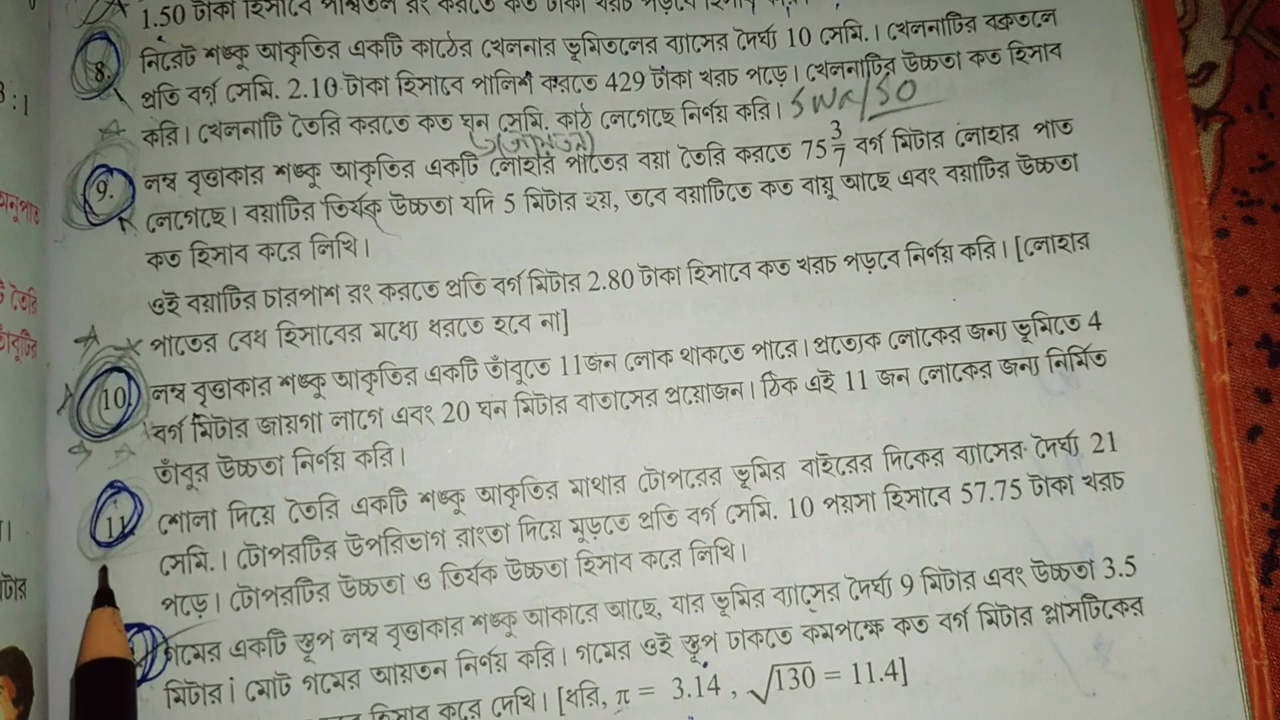 1.50 টাকা হিসাবে পার্শ্বতল রং করতে কত টাকা খরচ পড়বে
8. নিরেট শঙ্কু আকৃতির একটি কাঠের খেলনার ভূমিতলের ব্যাসের দৈর্ঘ্য 10 সেমি.। খেলনাটির বক্রতলে
প্রতি বর্গ সেমি. 2.10 টাকা হিসাবে পালিশ করতে 429 টাকা খরচ পড়ে। খেলনাটির উচ্চতা কত হিসাব
করি। খেলনাটি তৈরি করতে কত ঘন সেমি. কাঠ লেগেছে নির্ণয় করি।
9. লম্ব বৃত্তাকার শঙ্কু আকৃতির একটি লোহার পাতের বয়া তৈরি করতে 75 3/7 বর্গ মিটার লোহার পাত
লেগেছে। বয়াটির তির্যক উচ্চতা যদি 5 মিটার হয়, তবে বয়াটিতে কত বায়ু আছে এবং বয়াটির উচ্চতা
কত হিসাব করে লিখি।
ওই বয়াটির চারপাশ রং করতে প্রতি বর্গ মিটার 2.80 টাকা হিসাবে কত খরচ পড়বে নির্ণয় করি। [লোহার
পাতের বেধ হিসাবের মধ্যে ধরতে হবে না]
10. লম্ব বৃত্তাকার শঙ্কু আকৃতির একটি তাঁবুতে 11জন লোক থাকতে পারে। প্রত্যেক লোকের জন্য ভূমিতে 4
বর্গ মিটার জায়গা লাগে এবং 20 ঘন মিটার বাতাসের প্রয়োজন। ঠিক এই 11 জন লোকের জন্য নির্মিত
তাঁবুর উচ্চতা নির্ণয় করি।
11. শোলা দিয়ে তৈরি একটি শঙ্কু আকৃতির মাথার টোপরের ভূমির বাইরের দিকের ব্যাসের দৈর্ঘ্য 21
সেমি.। টোপরটির উপরিভাগ রাংতা দিয়ে মুড়তে প্রতি বর্গ সেমি. 10 পয়সা হিসাবে 57.75 টাকা খরচ
পড়ে। টোপরটির উচ্চতা ও তির্যক উচ্চতা হিসাব করে লিখি।
গমের একটি স্তূপ লম্ব বৃত্তাকার শঙ্কু আকারে আছে, যার ভূমির ব্যাসের দৈর্ঘ্য 9 মিটার এবং উচ্চতা 3.5
মিটার। মোট গমের আয়তন নির্ণয় করি। গমের ওই স্তূপ ঢাকতে কমপক্ষে কত বর্গ মিটার প্লাসটিকের
হিসাব করে দেখি। [ধরি, π = 3.14 , √130 = 11.4]